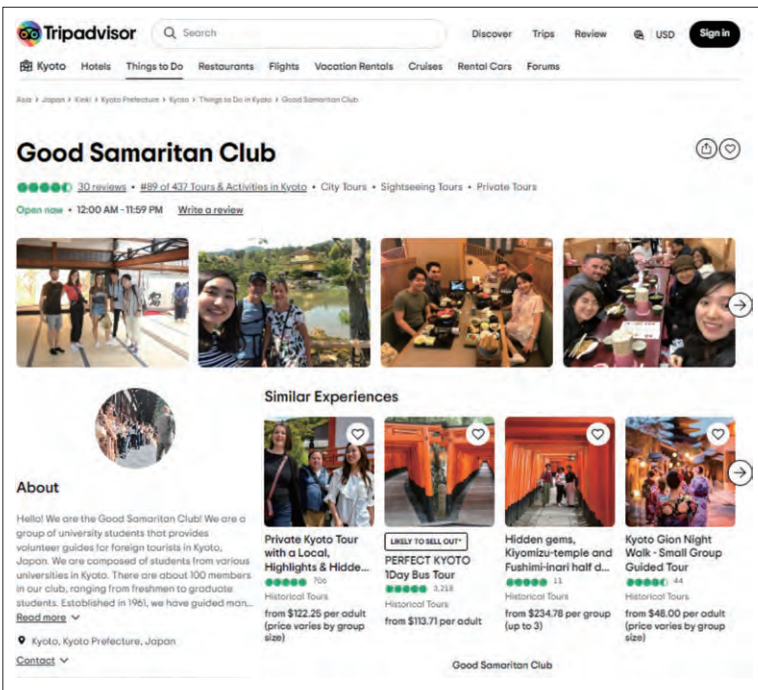 Tripadvisor
Search
Discover Trips Review USD Sign in
Kyoto Hotels Things to Do Restaurants Flights Vacation Rentals Cruises Rental Cars Forums
Asia > Japan > Kinki > Kyoto Prefecture > Kyoto > Things to Do in Kyoto > Good Samaritan Club
Good Samaritan Club
30 reviews • #89 of 437 Tours & Activities in Kyoto • City Tours • Sightseeing Tours • Private Tours
Open now • 12:00 AM - 11:59 PM Write a review
About
Hello! We are the Good Samaritan Club! We are a
group of university students that provides
volunteer guides for foreign tourists in Kyoto,
Japan. We are composed of students from various
universities in Kyoto. There are about 100 members
in our club, ranging from freshmen to graduate
students. Established in 1961, we have guided man...
Read more
Kyoto, Kyoto Prefecture, Japan
Contact
Similar Experiences
Private Kyoto Tour
with a Local,
Highlights & Hidde...
706
Historical Tours
from $122.25 per adult
(price varies by group
size)
LIKELY TO SELL OUT*
PERFECT KYOTO
1Day Bus Tour
3,218
Historical Tours
from $113.71 per adult
Hidden gems,
Kiyomizu-temple and
Fushimi-inari half d...
11
Historical Tours
from $234.78 per group
(up to 3)
Kyoto Gion Night
Walk - Small Group
Guided Tour
44
Historical Tours
from $48.00 per adult
(price varies by group
size)
Good Samaritan Club